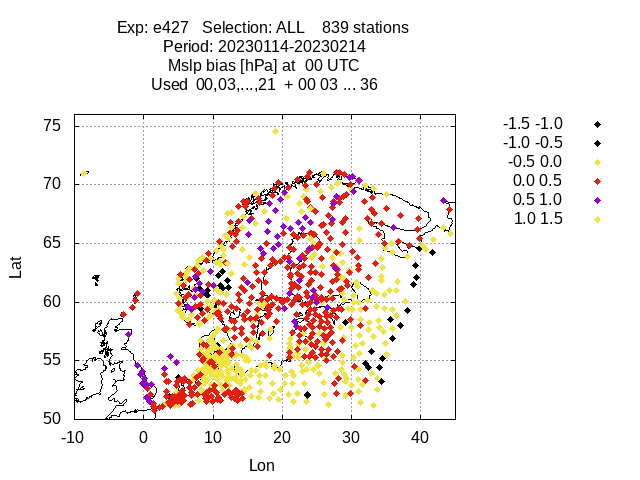 Exp: e427 Selection: ALL 839 stations
Period: 20230114-20230214
Mslp bias [hPa] at 00 UTC
Used 00,03,...,21 + 00 03 ... 36
-1.5 -1.0
-1.0 -0.5
-0.5 0.0
0.0 0.5
0.5 1.0
1.0 1.5
75
70
65
60
55
50
Lat
-10 0 10 20 30 40
Lon